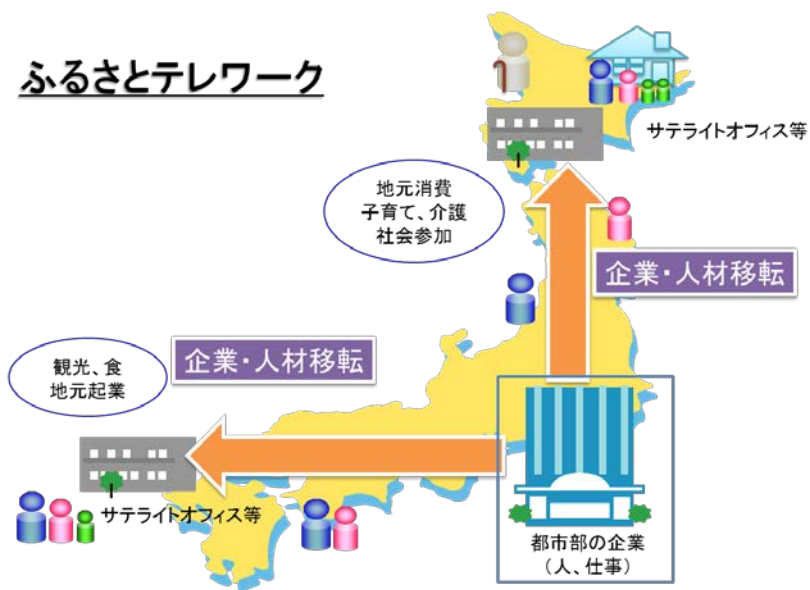 ふるさとテレワーク
サテライトオフィス等
地元消費
子育て、介護
社会参加
企業・人材移転
企業・人材移転
観光、食
地元起業
サテライトオフィス等
都市部の企業
（人、仕事）